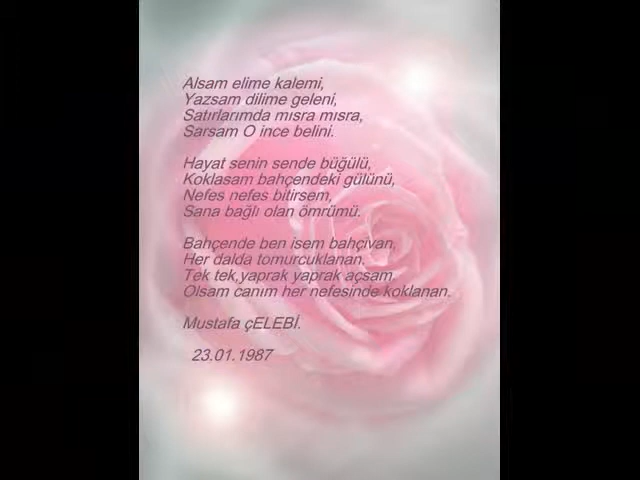 Alsam elime kalemi,
Yazsam dilime geleni,
Satırlarımda mısra mısra,
Sarsam O ince belini.
Hayat senin sende büğülü,
Koklasam bahçendeki gülünü,
Nefes nefes bitirsem,
Sana bağlı olan ömrümü.
Bahçende ben isem bahçivan,
Her dalda tomurcuklanan.
Tek tek,yaprak yaprak açsam
Olsam canım her nefesinde koklanan.
Mustafa çELEBİ.
23.01.1987